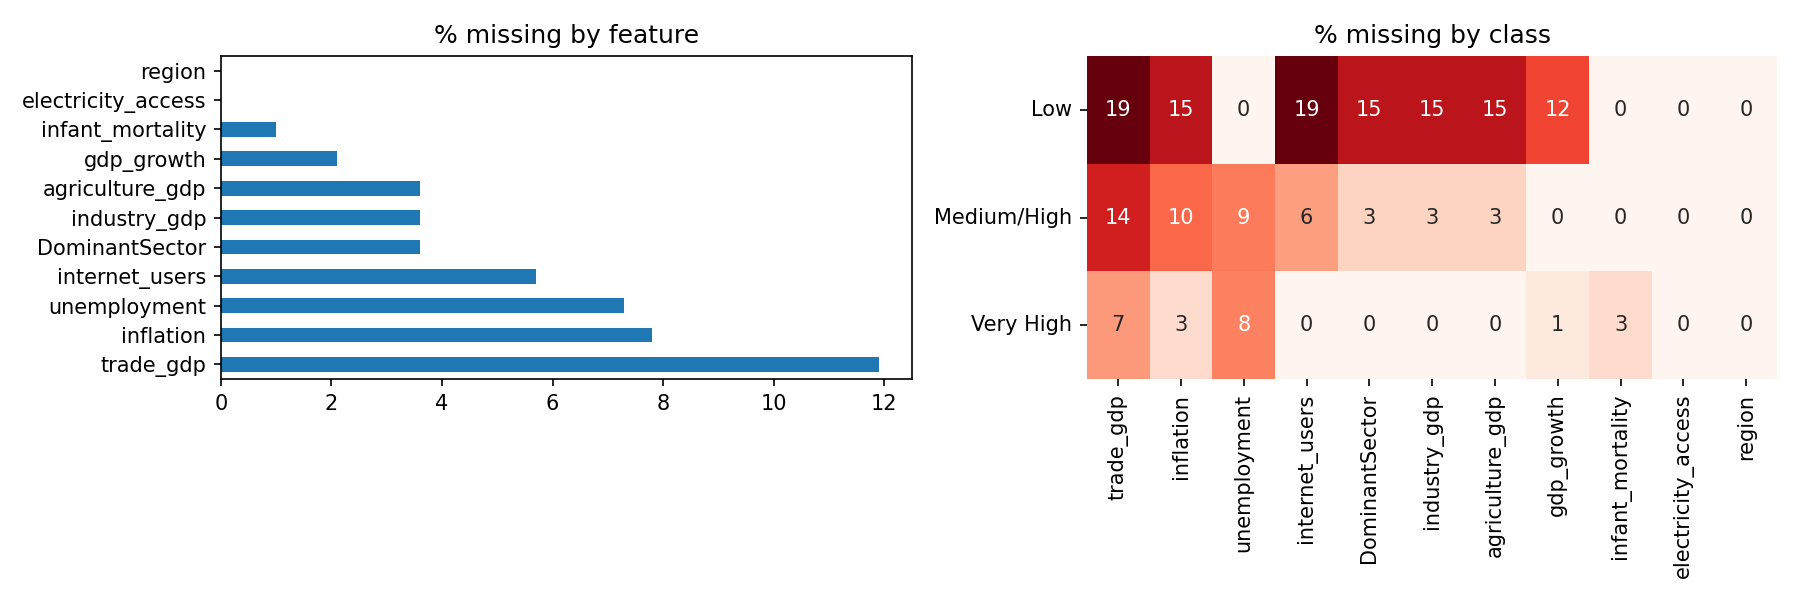 % missing by feature
region
electricity_access
infant_mortality
gdp_growth
agriculture_gdp
industry_gdp
DominantSector
internet_users
unemployment
inflation
trade_gdp
0 2 4 6 8 10 12
% missing by class
Low 19 15 0 19 15 15 15 12 0 0 0
Medium/High 14 10 9 6 3 3 3 0 0 0 0
Very High 7 3 8 0 0 0 0 1 3 0 0
trade_gdp
inflation
unemployment
internet_users
DominantSector
industry_gdp
agriculture_gdp
gdp_growth
infant_mortality
electricity_access
region